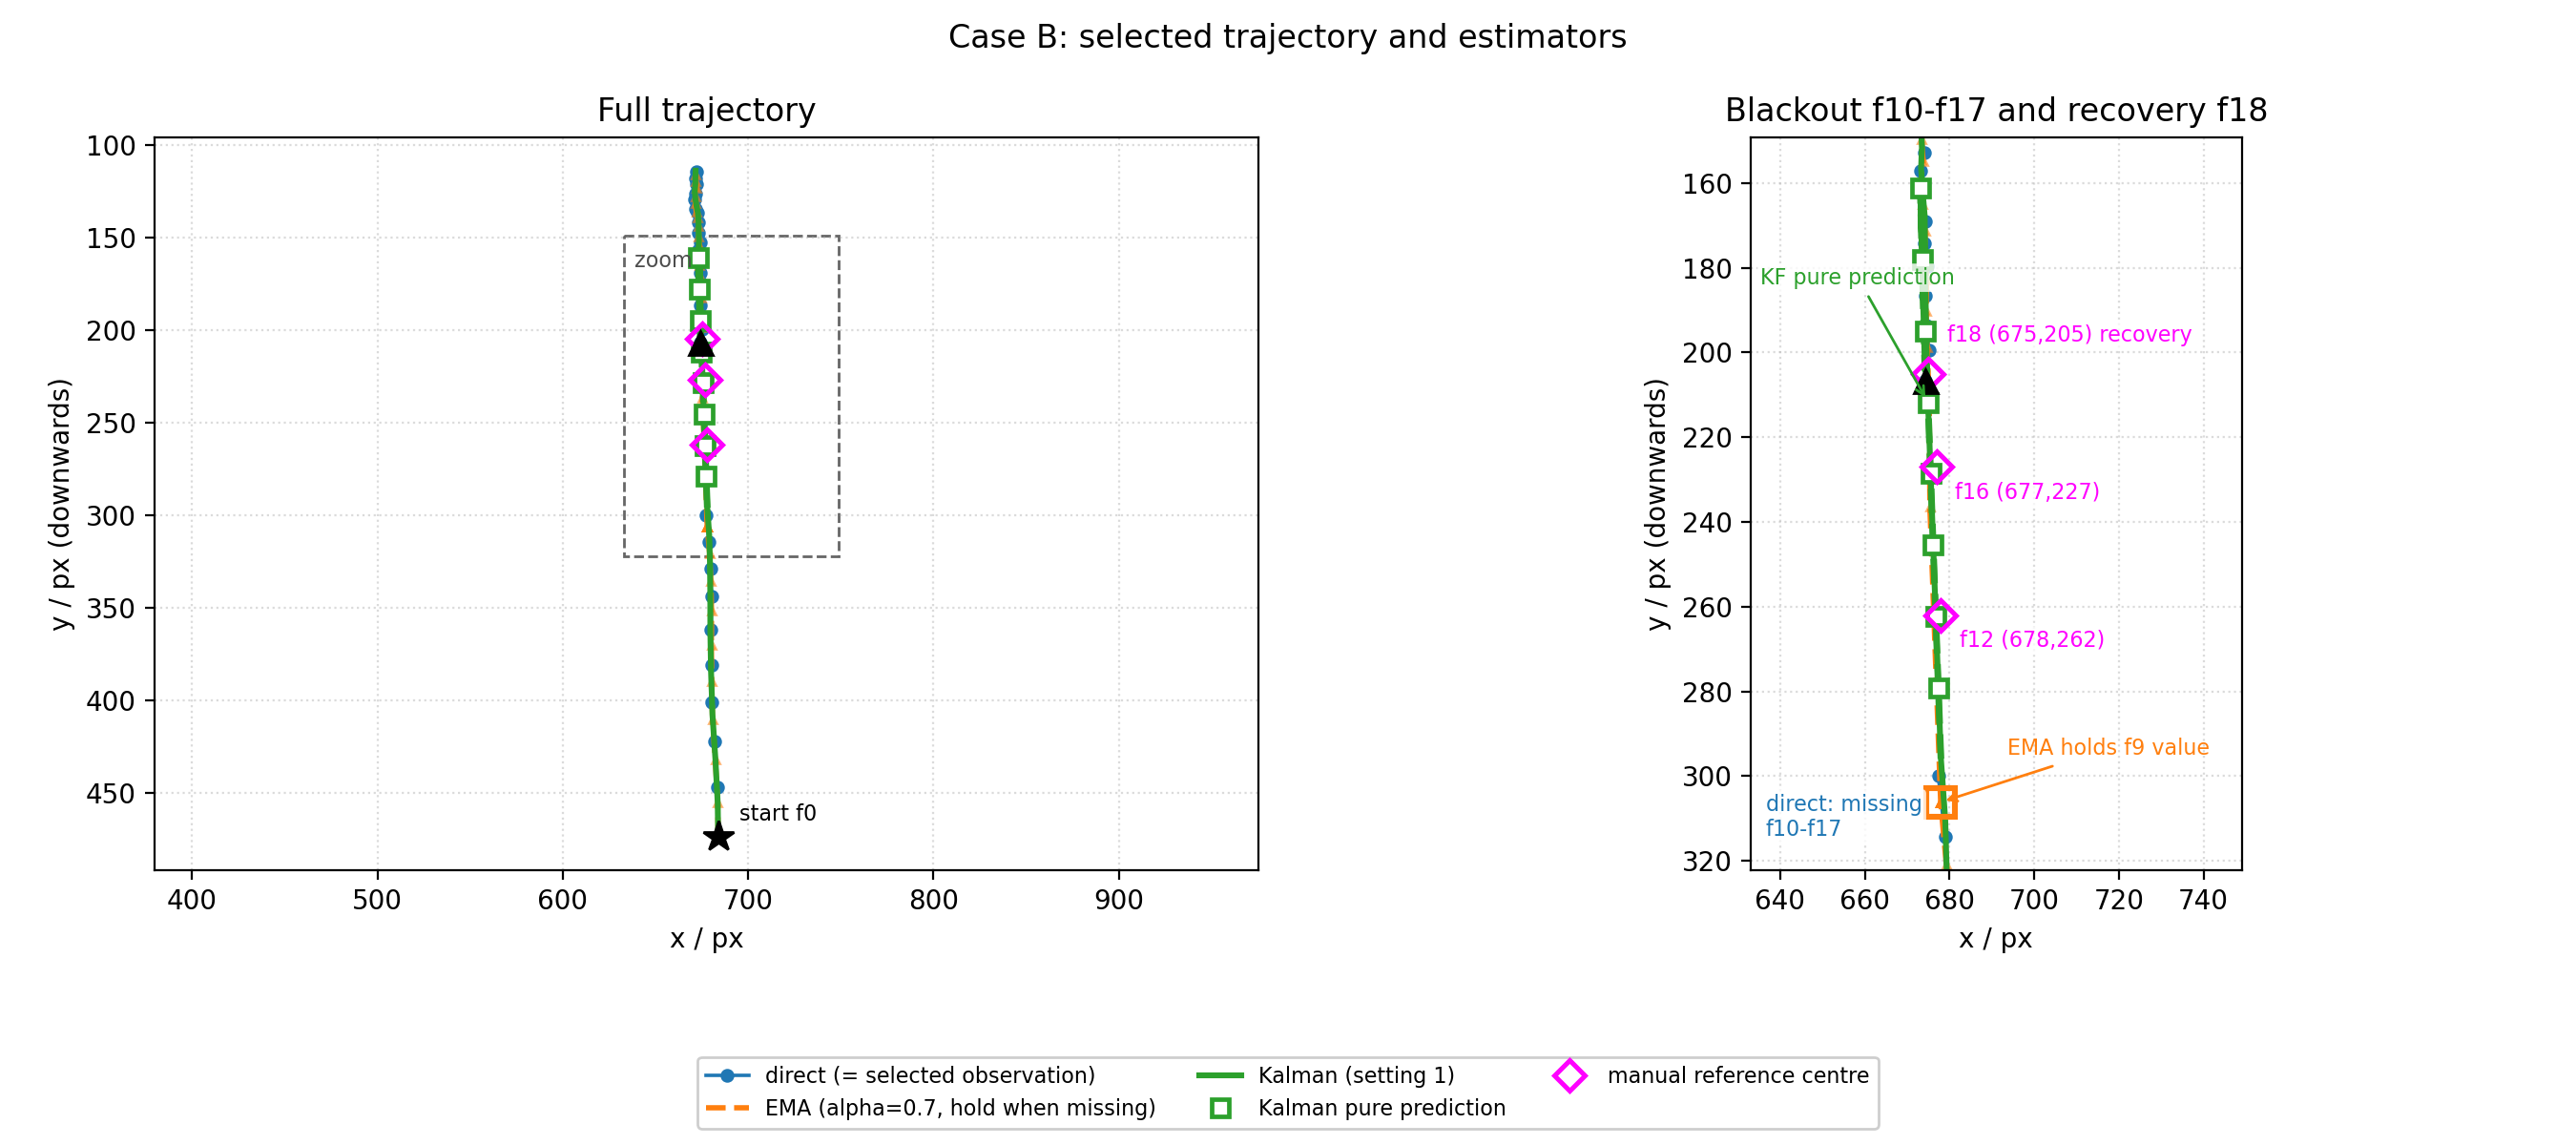 Case B: selected trajectory and estimators
Full trajectory
100
150
200
250
300
350
400
450
y / px (downwards)
zoom
start f0
400
500
600
700
800
900
x / px
Blackout f10-f17 and recovery f18
160
180
200
220
240
260
280
300
320
y / px (downwards)
KF pure prediction
f18 (675,205) recovery
f16 (677,227)
f12 (678,262)
EMA holds f9 value
direct: missing
f10-f17
640
660
680
700
720
740
x / px
direct (= selected observation)
EMA (alpha=0.7, hold when missing)
Kalman (setting 1)
Kalman pure prediction
manual reference centre